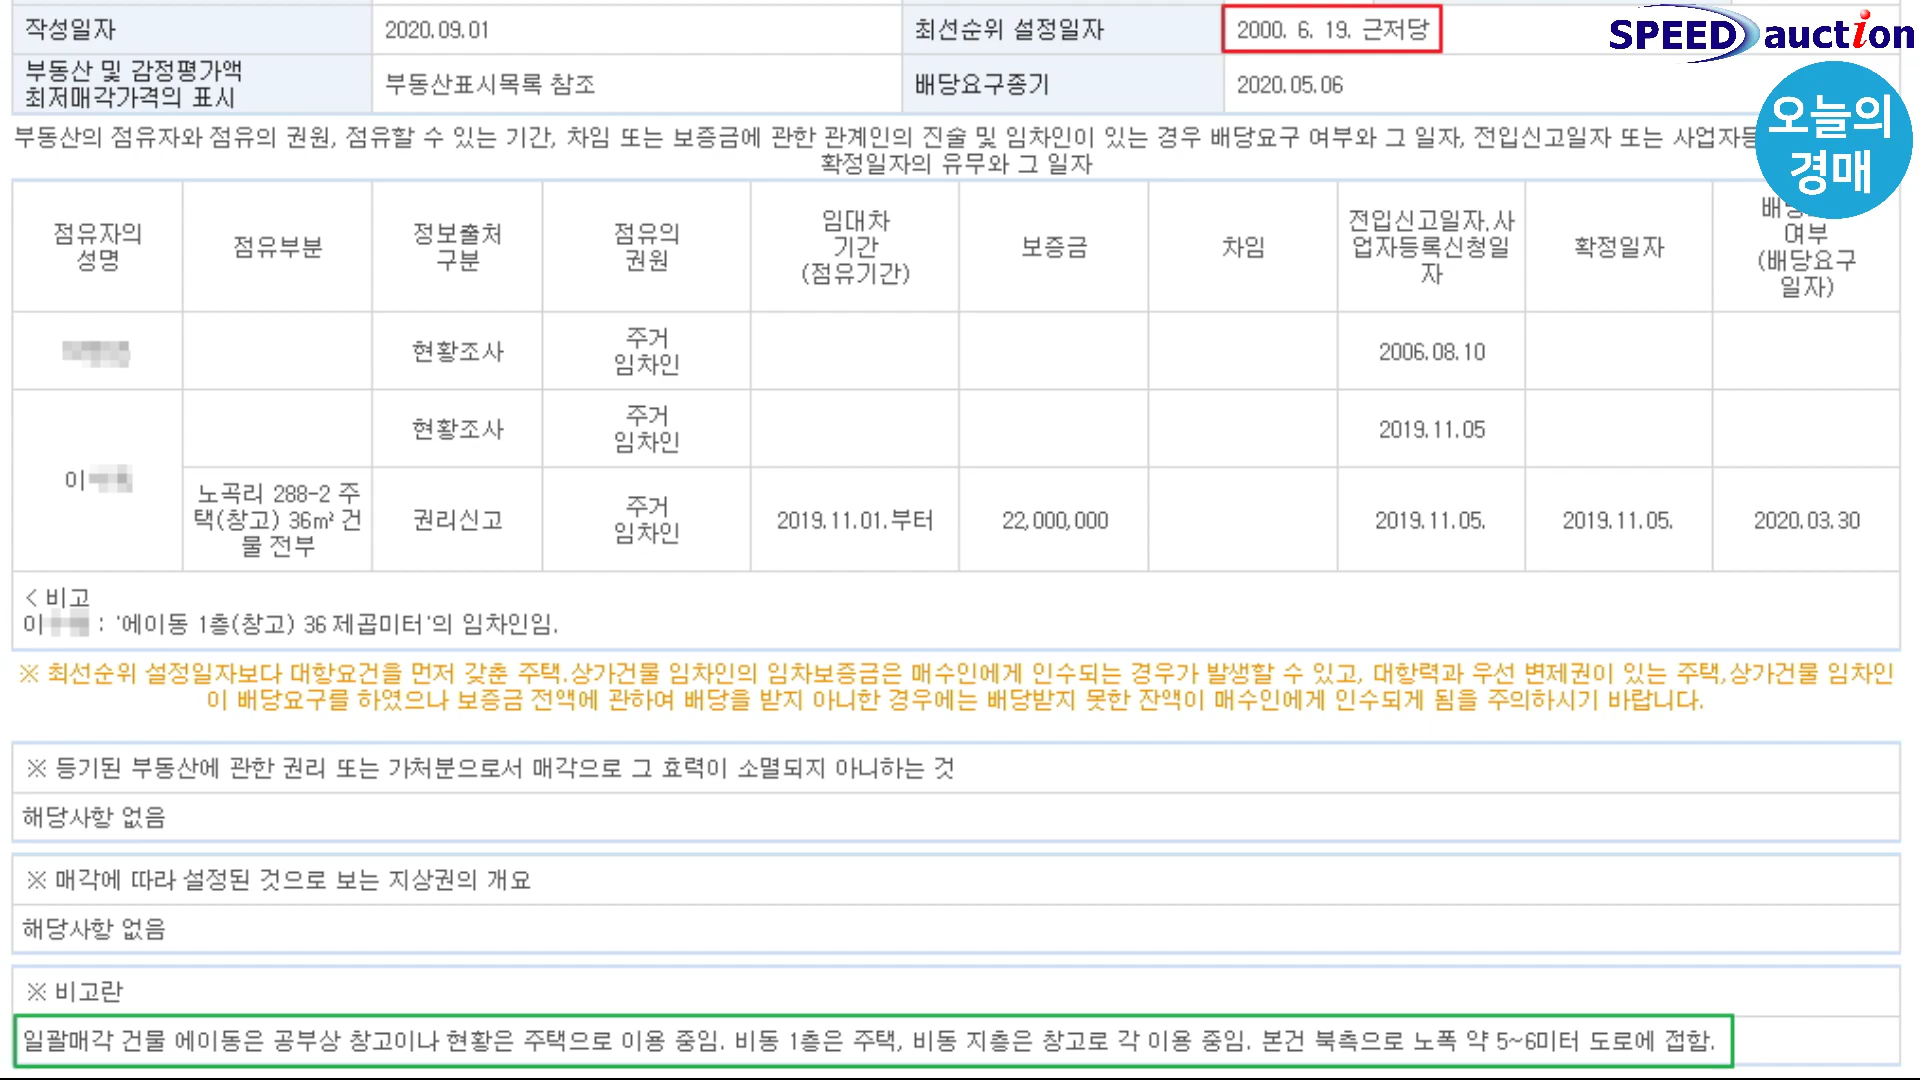 작성일자 2020.09.01 최선순위 설정일자 2000. 6. 19. 근저당
SPEED auction
부동산 및 감정평가액
최저매각가격의 표시
부동산표시목록 참조 배당요구종기 2020.05.06
오늘의
경매
부동산의 점유자와 점유의 권원, 점유할 수 있는 기간, 차임 또는 보증금에 관한 관계인의 진술 및 임차인이 있는 경우 배당요구 여부와 그 일자, 전입신고일자 또는 사업자등
확정일자의 유무와 그 일자
점유자의
성명
점유부분
정보출처
구분
점유의
권원
임대차
기간
(점유기간)
보증금
차임
전입신고일자,사
업자등록신청일
자
확정일자
여부
(배당요구
일자)
현황조사 주거
임차인
2006.08.10
이
현황조사 주거
임차인
2019.11.05
노곡리 288-2 주
택(창고) 36㎡ 건
물 전부
권리신고
주거
임차인
2019.11.01.부터 22,000,000 2019.11.05. 2019.11.05. 2020.03.30
< 비고
이 : '에이동 1층(창고) 36 제곱미터'의 임차인임.
※ 최선순위 설정일자보다 대항요건을 먼저 갖춘 주택.상가건물 임차인의 임차보증금은 매수인에게 인수되는 경우가 발생할 수 있고, 대항력과 우선 변제권이 있는 주택,상가건물 임차인
이 배당요구를 하였으나 보증금 전액에 관하여 배당을 받지 아니한 경우에는 배당받지 못한 잔액이 매수인에게 인수되게 됨을 주의하시기 바랍니다.
※ 등기된 부동산에 관한 권리 또는 가처분으로서 매각으로 그 효력이 소멸되지 아니하는 것
해당사항 없음
※ 매각에 따라 설정된 것으로 보는 지상권의 개요
해당사항 없음
※ 비고란
일괄매각 건물 에이동은 공부상 창고이나 현황은 주택으로 이용 중임. 비동 1층은 주택, 비동 지층은 창고로 각 이용 중임. 본건 북측으로 노폭 약 5~6미터 도로에 접함.